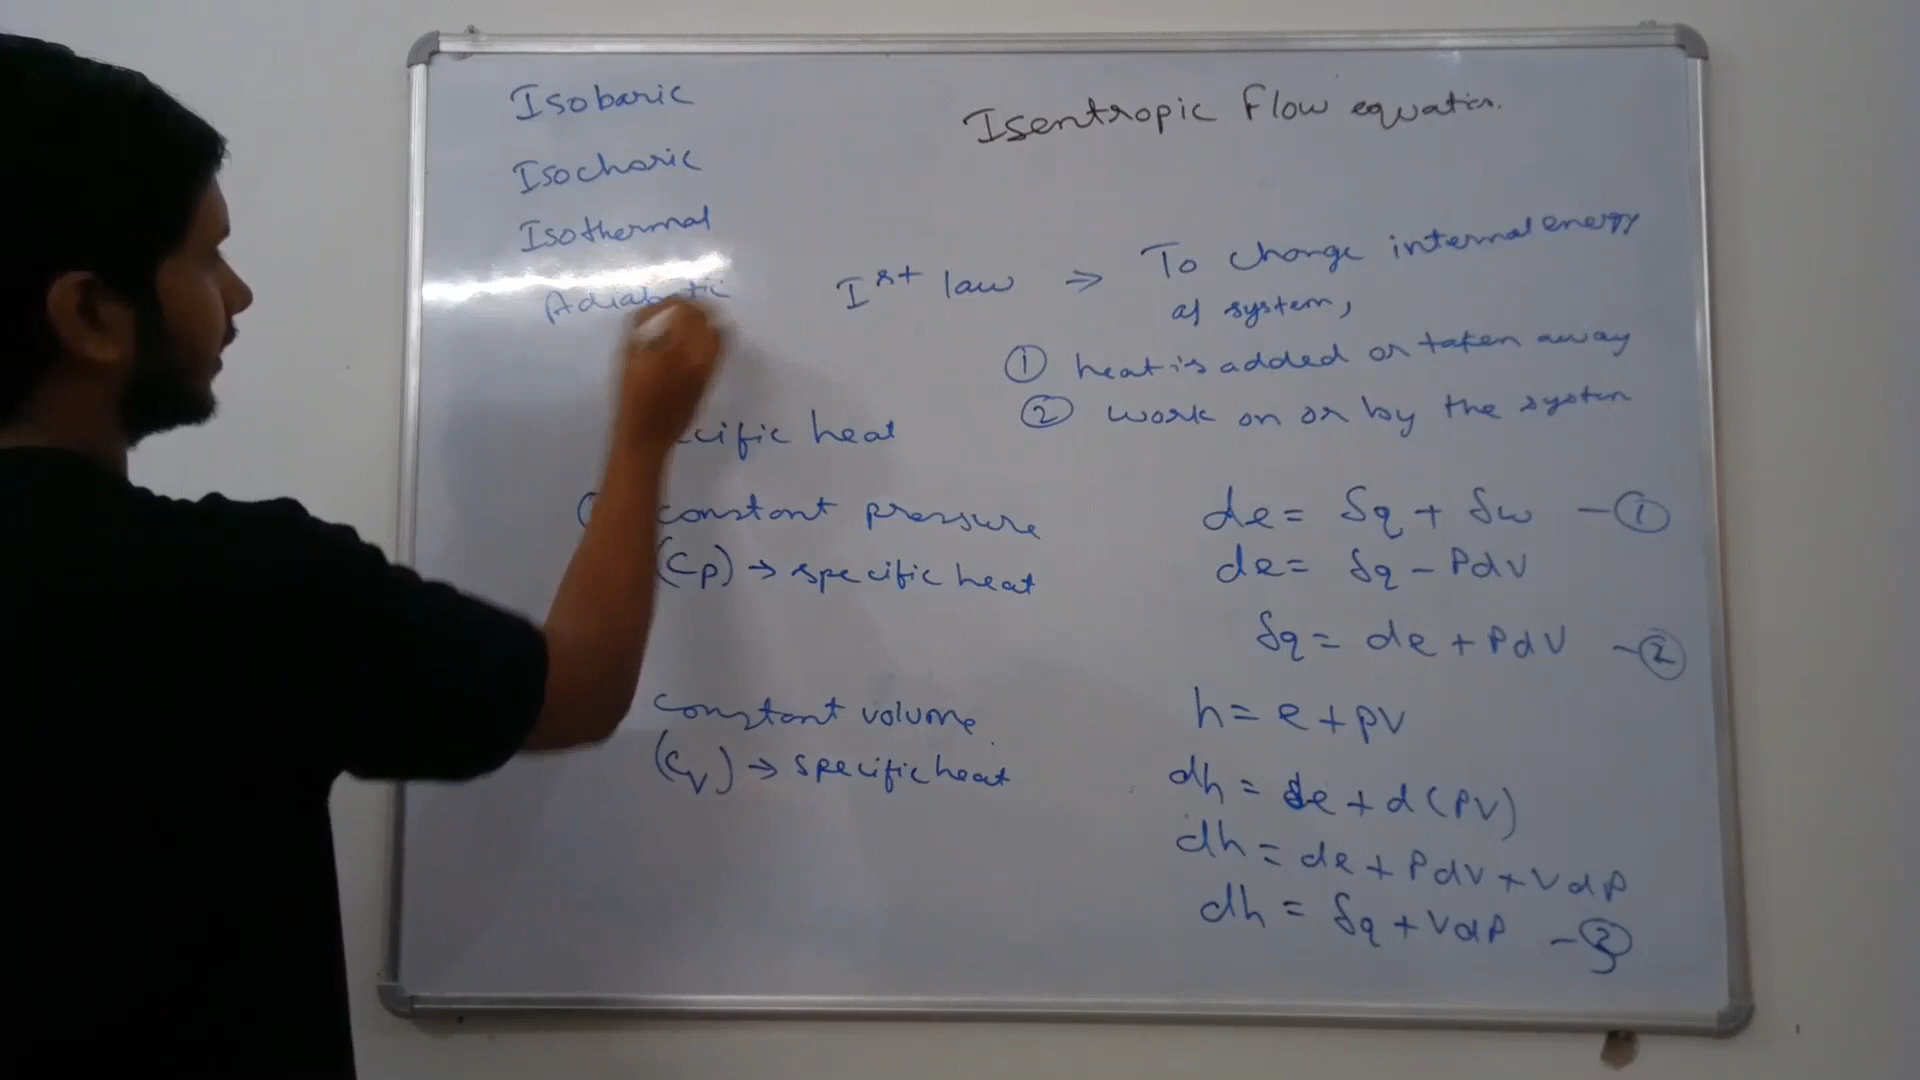 Isobaric
Isochoric
Isothermal
Adiabatic
Isentropic Flow equation.
Ist law ⇒ To change internal energy
of system,
① heat is added or taken away
② work on or by the system
cific heat
constant pressure
(Cp) → specific heat
constant volume
(Cv) → specific heat
de = δq + δw - ①
de = δq - PdV
δq = de + PdV - ②
h = e + pV
dh = de + d(PV)
dh = de + PdV + VdP
dh = δq + VdP - ③